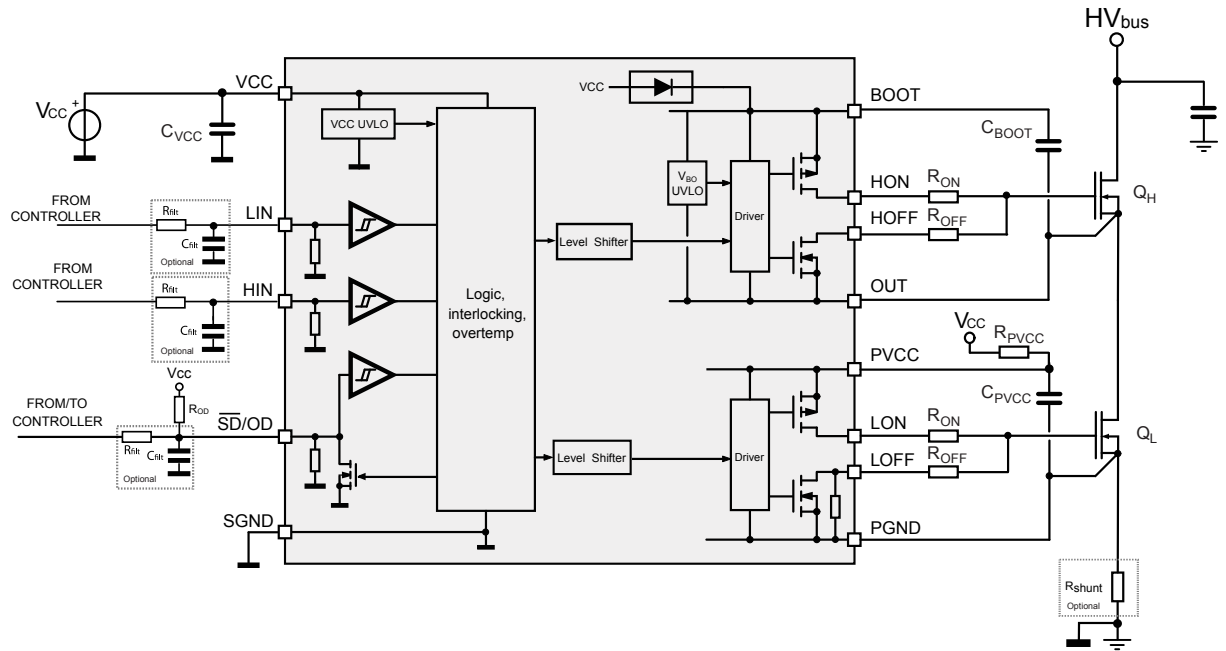 HVbus
VCC
VCC +
CVCC
VCC UVLO
VCC
BOOT
CBOOT
VBO
UVLO
Driver
HON
RON
QH
HOFF
ROFF
OUT
FROM
CONTROLLER
Rfilt
Cfilt
Optional
LIN
Level Shifter
FROM
CONTROLLER
Rfilt
Cfilt
Optional
HIN
Logic,
interlocking,
overtemp
VCC
RPVCC
PVCC
CPVCC
Vcc
ROD
FROM/TO
CONTROLLER
Rfilt
Cfilt
Optional
SD/OD
Level Shifter
Driver
LON
RON
QL
LOFF
ROFF
SGND
PGND
Rshunt
Optional